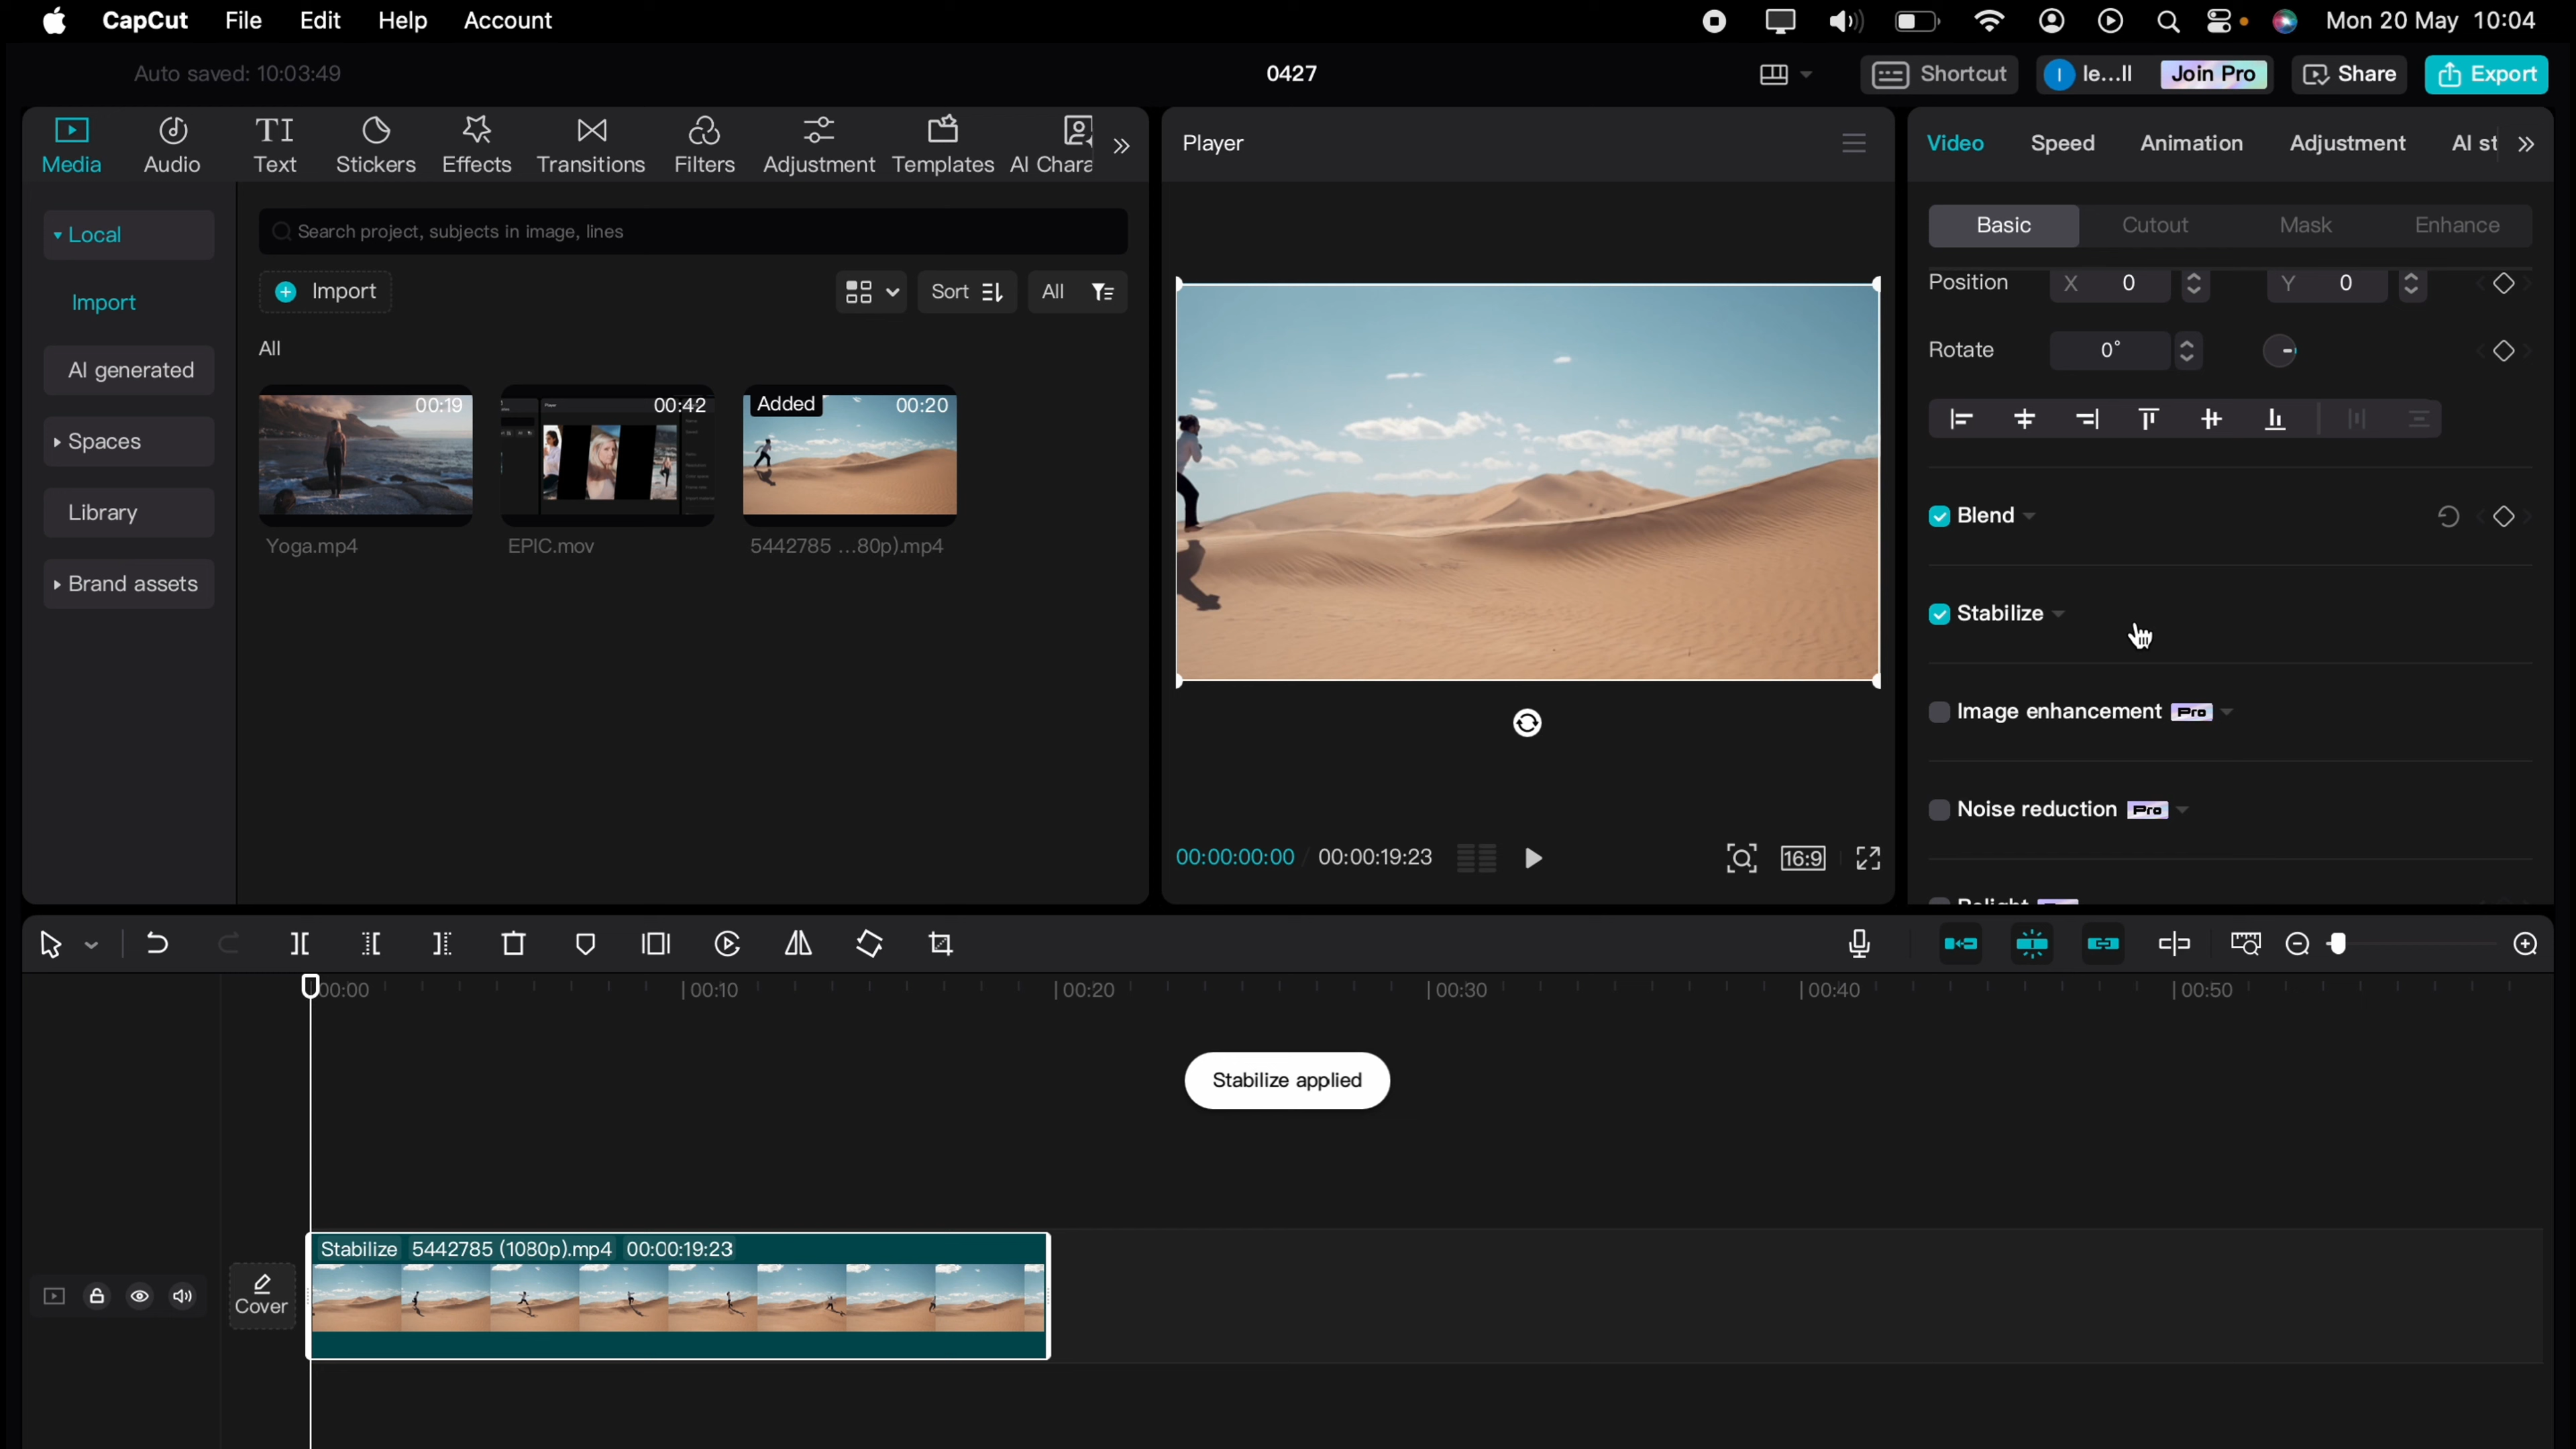 CapCut File Edit Help Account Mon 20 May 10:04
Auto saved: 10:03:49 0427 Shortcut I le...ll Join Pro Share Export
Media Audio Text Stickers Effects Transitions Filters Adjustment Templates AI Chara
Local
Import
AI generated
Spaces
Library
Brand assets
Search project, subjects in image, lines
Import Sort All
All
00:19
00:42
Added 00:20
Yoga.mp4 EPIC.mov 5442785 ...80p).mp4
Player
00:00:00:00 / 00:00:19:23 16:9
Video Speed Animation Adjustment AI st
Basic Cutout Mask Enhance
Position X 0 Y 0
Rotate 0°
Blend
Stabilize
Image enhancement Pro
Noise reduction Pro
00:00 00:10 00:20 00:30 00:40 00:50
Stabilize applied
Stabilize 5442785 (1080p).mp4 00:00:19:23
Cover